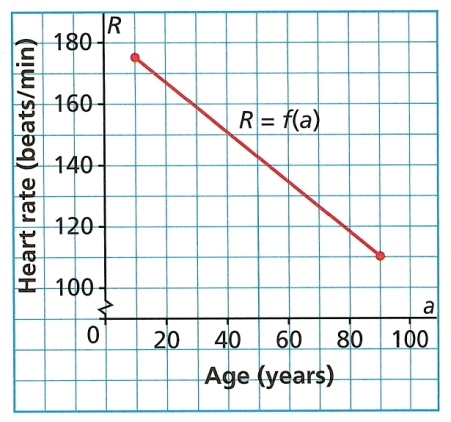 R
180
160
140
120
100
0
Heart rate (beats/min)
R = f(a)
a
20 40 60 80 100
Age (years)